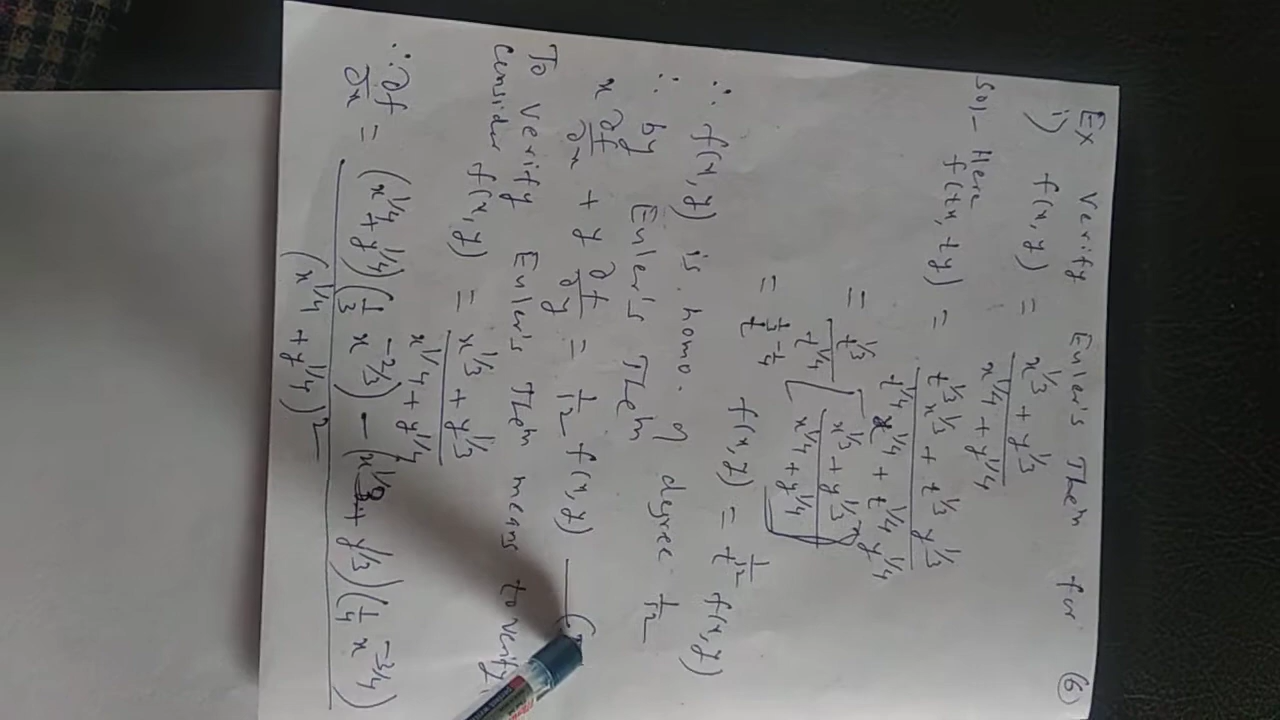 Ex Verify Euler's Them for (6)
i) f(x,y) = x^{1/3} + y^{1/3} / x^{1/4} + y^{1/4}
Sol- Here
f(tx,ty) = t^{1/3} x^{1/3} + t^{1/3} y^{1/3} / t^{1/4} x^{1/4} + t^{1/4} y^{1/4}
= t^{1/3} / t^{1/4} [ x^{1/3} + y^{1/3} / x^{1/4} + y^{1/4} ]
= t^{1/3 - 1/4} f(x,y) = t^{1/12} f(x,y)
∴ f(x,y) is homo. of degree 1/12
∴ by Euler's Them
x ∂f/∂x + y ∂f/∂y = 1/12 f(x,y) — (
To Verify Euler's Them means to verify
Consider f(x,y) = x^{1/3} + y^{1/3} / x^{1/4} + y^{1/4}
∴ ∂f/∂x = (x^{1/4} + y^{1/4}) (1/3 x^{-2/3}) - (x^{1/3} + y^{1/3}) (1/4 x^{-3/4}) / (x^{1/4} + y^{1/4})^2